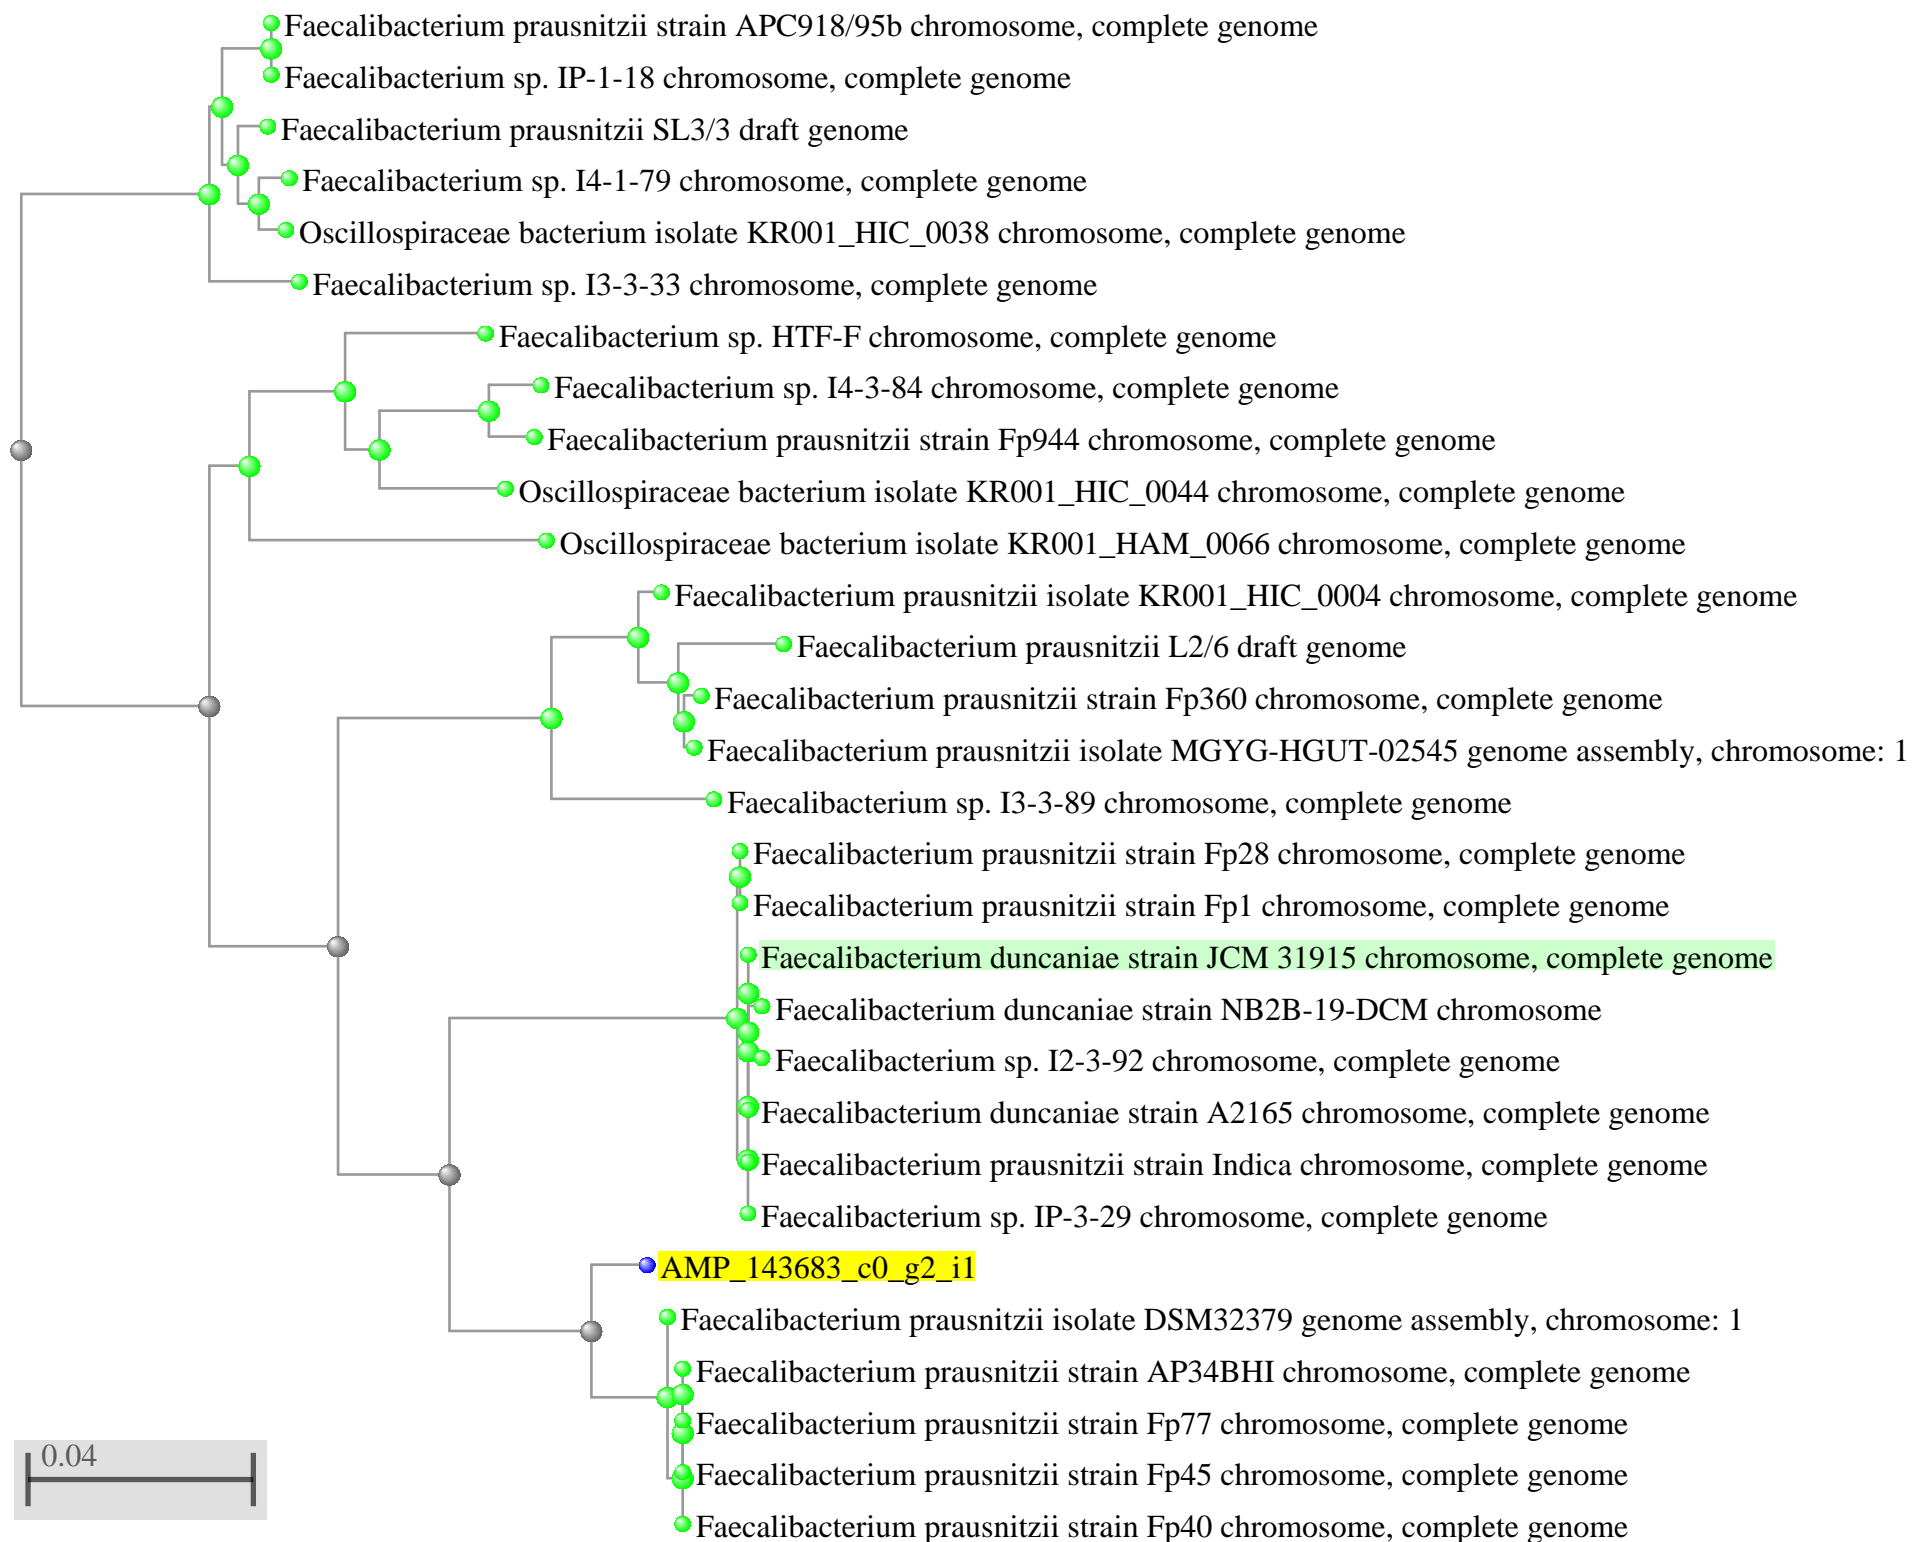 Faecalibacterium prausnitzii strain APC918/95b chromosome, complete genome
Faecalibacterium sp. IP-1-18 chromosome, complete genome
Faecalibacterium prausnitzii SL3/3 draft genome
Faecalibacterium sp. I4-1-79 chromosome, complete genome
Oscillospiraceae bacterium isolate KR001_HIC_0038 chromosome, complete genome
Faecalibacterium sp. I3-3-33 chromosome, complete genome
Faecalibacterium sp. HTF-F chromosome, complete genome
Faecalibacterium sp. I4-3-84 chromosome, complete genome
Faecalibacterium prausnitzii strain Fp944 chromosome, complete genome
Oscillospiraceae bacterium isolate KR001_HIC_0044 chromosome, complete genome
Oscillospiraceae bacterium isolate KR001_HAM_0066 chromosome, complete genome
Faecalibacterium prausnitzii isolate KR001_HIC_0004 chromosome, complete genome
Faecalibacterium prausnitzii L2/6 draft genome
Faecalibacterium prausnitzii strain Fp360 chromosome, complete genome
Faecalibacterium prausnitzii isolate MGYG-HGUT-02545 genome assembly, chromosome: 1
Faecalibacterium sp. I3-3-89 chromosome, complete genome
Faecalibacterium prausnitzii strain Fp28 chromosome, complete genome
Faecalibacterium prausnitzii strain Fp1 chromosome, complete genome
Faecalibacterium duncaniae strain JCM 31915 chromosome, complete genome
Faecalibacterium duncaniae strain NB2B-19-DCM chromosome
Faecalibacterium sp. I2-3-92 chromosome, complete genome
Faecalibacterium duncaniae strain A2165 chromosome, complete genome
Faecalibacterium prausnitzii strain Indica chromosome, complete genome
Faecalibacterium sp. IP-3-29 chromosome, complete genome
AMP_143683_c0_g2_i1
Faecalibacterium prausnitzii isolate DSM32379 genome assembly, chromosome: 1
Faecalibacterium prausnitzii strain AP34BHI chromosome, complete genome
Faecalibacterium prausnitzii strain Fp77 chromosome, complete genome
Faecalibacterium prausnitzii strain Fp45 chromosome, complete genome
Faecalibacterium prausnitzii strain Fp40 chromosome, complete genome
0.04